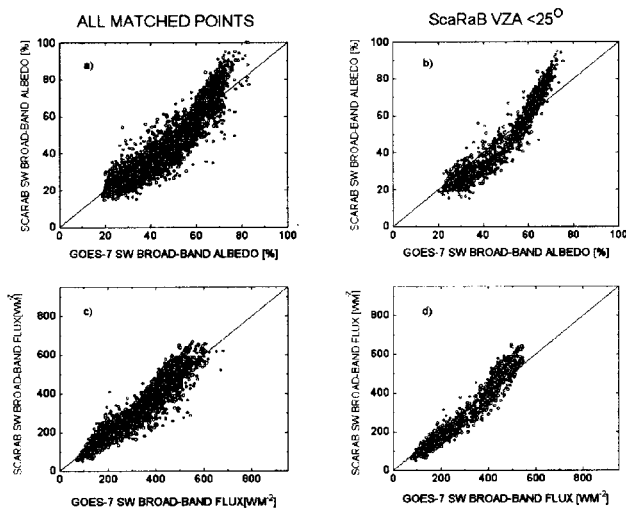 ALL MATCHED POINTS
ScaRaB VZA <25°
SCARAB SW BROAD-BAND ALBEDO [%]
100
80
60
40
20
0
a)
0 20 40 60 80 100
GOES-7 SW BROAD-BAND ALBEDO [%]
SCARAB SW BROAD-BAND ALBEDO [%]
100
80
60
40
20
0
b)
0 20 40 60 80 100
GOES-7 SW BROAD-BAND ALBEDO [%]
SCARAB SW BROAD-BAND FLUX[WM⁻²]
800
600
400
200
0
c)
0 200 400 600 800
GOES-7 SW BROAD-BAND FLUX[WM⁻²]
SCARAB SW BROAD-BAND FLUX [WM⁻²]
800
600
400
200
0
d)
0 200 400 600 800
GOES-7 SW BROAD-BAND FLUX [WM⁻²]